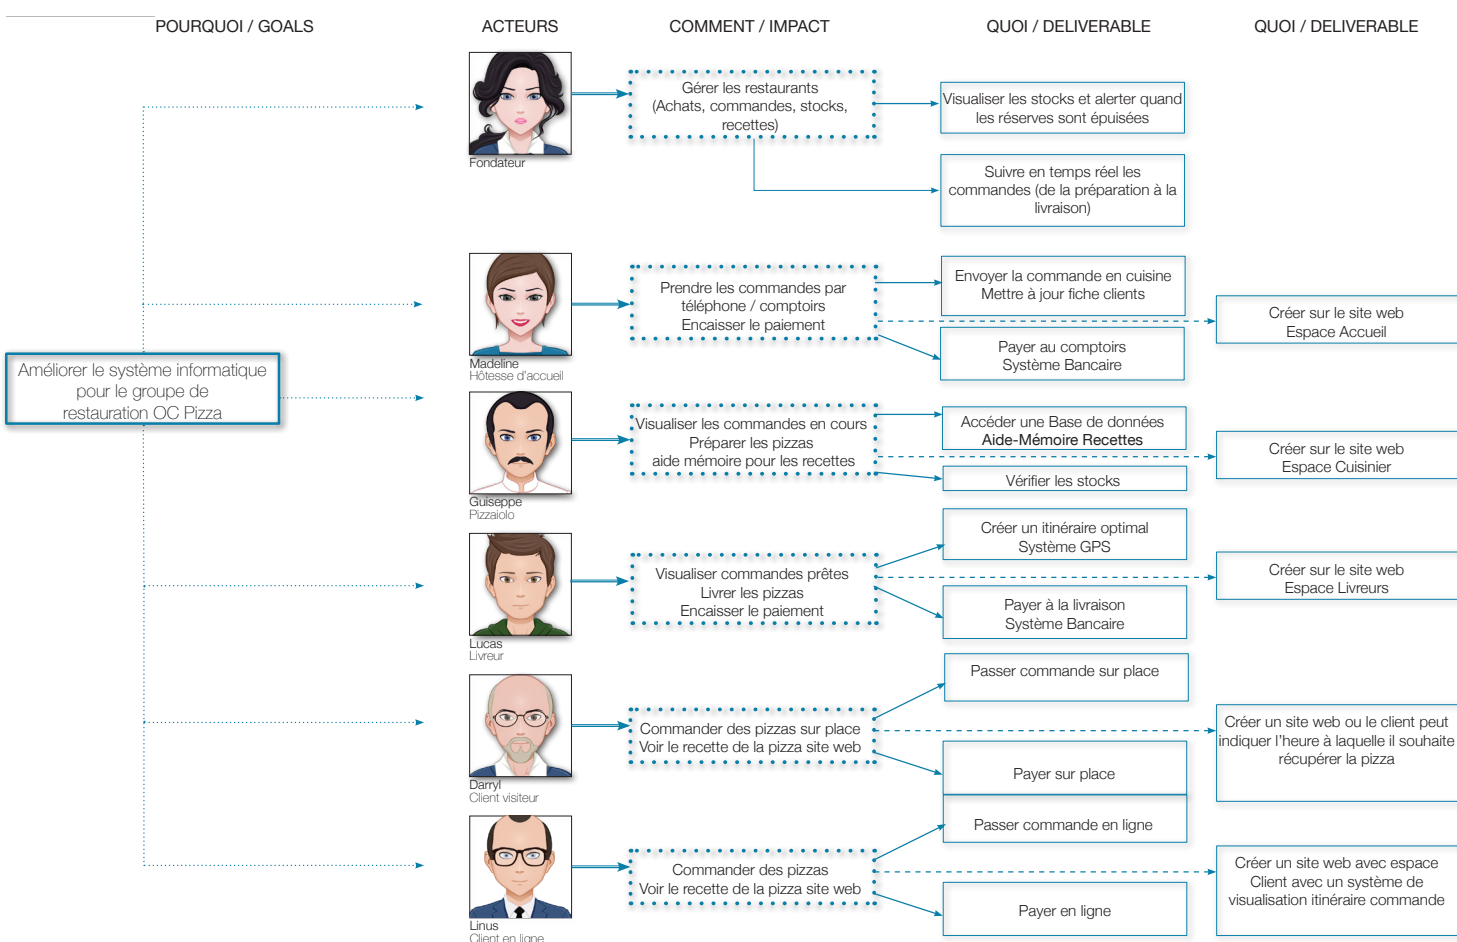 POURQUOI / GOALS
ACTEURS
COMMENT / IMPACT
QUOI / DELIVERABLE
QUOI / DELIVERABLE
Améliorer le système informatique
pour le groupe de
restauration OC Pizza
Fondateur
Gérer les restaurants
(Achats, commandes, stocks,
recettes)
Visualiser les stocks et alerter quand
les réserves sont épuisées
Suivre en temps réel les
commandes (de la préparation à la
livraison)
Madeline
Hôtesse d'accueil
Prendre les commandes par
téléphone / comptoirs
Encaisser le paiement
Envoyer la commande en cuisine
Mettre à jour fiche clients
Payer au comptoirs
Système Bancaire
Créer sur le site web
Espace Accueil
Guiseppe
Pizzaiolo
Visualiser les commandes en cours
Préparer les pizzas
aide mémoire pour les recettes
Accéder une Base de données
Aide-Mémoire Recettes
Vérifier les stocks
Créer sur le site web
Espace Cuisinier
Lucas
Livreur
Visualiser commandes prêtes
Livrer les pizzas
Encaisser le paiement
Créer un itinéraire optimal
Système GPS
Payer à la livraison
Système Bancaire
Créer sur le site web
Espace Livreurs
Darryl
Client visiteur
Commander des pizzas sur place
Voir le recette de la pizza site web
Passer commande sur place
Payer sur place
Créer un site web ou le client peut
indiquer l'heure à laquelle il souhaite
récupérer la pizza
Linus
Client en ligne
Commander des pizzas
Voir le recette de la pizza site web
Passer commande en ligne
Payer en ligne
Créer un site web avec espace
Client avec un système de
visualisation itinéraire commande